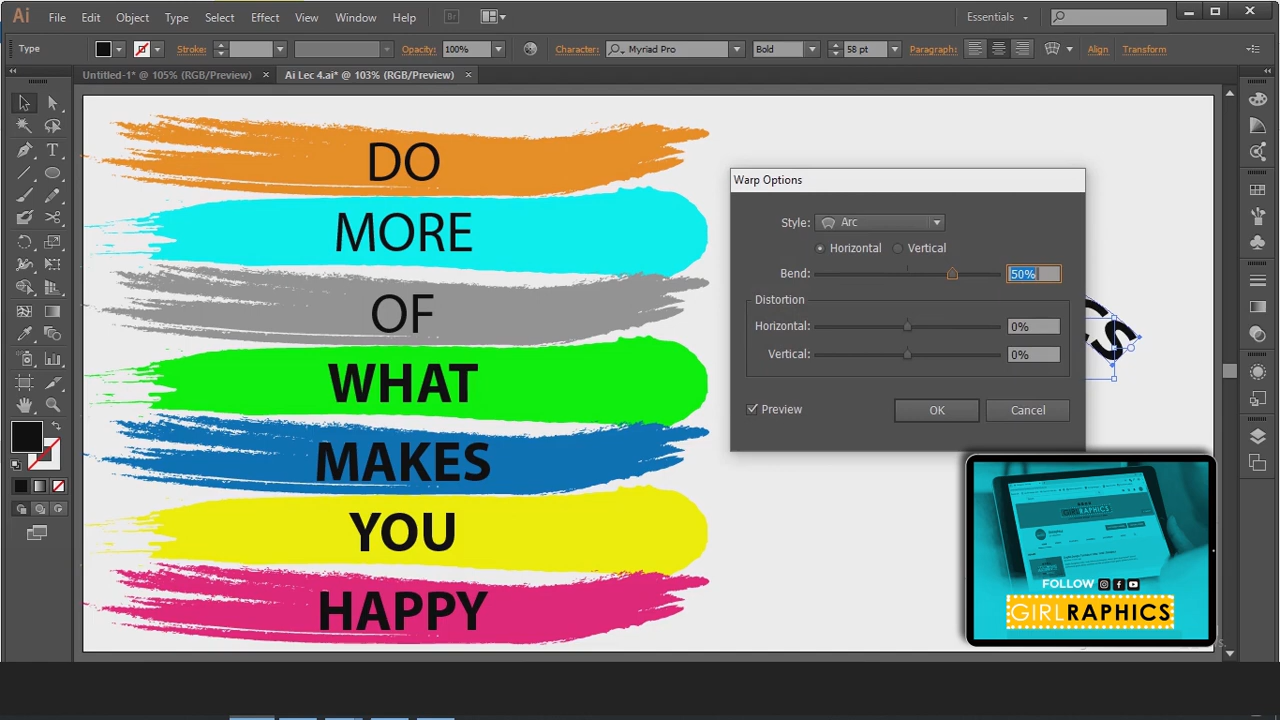 Ai File Edit Object Type Select Effect View Window Help Br Essentials
Type Stroke: Opacity: 100% Character: Myriad Pro Bold 58 pt Paragraph: Align Transform
Untitled-1* @ 105% (RGB/Preview) × Ai Lec 4.ai* @ 103% (RGB/Preview) ×
DO
MORE
OF
WHAT
MAKES
YOU
HAPPY
Warp Options
Style: Arc
Horizontal Vertical
Bend: 50%
Distortion
Horizontal: 0%
Vertical: 0%
Preview OK Cancel
CS
FOLLOW
GIRLRAPHICS